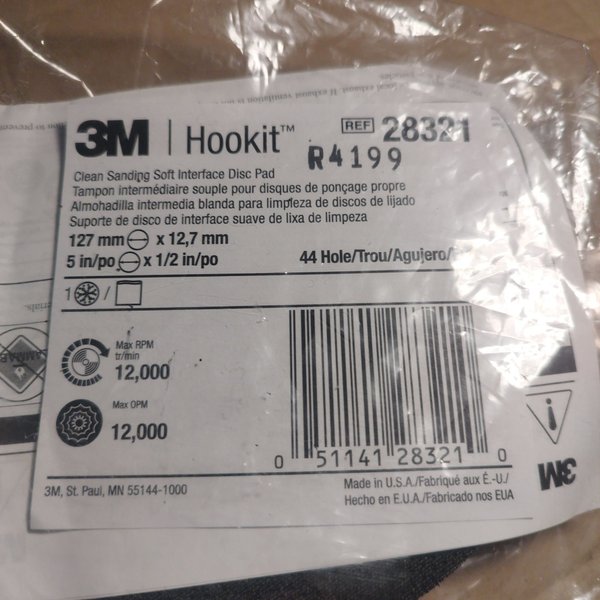 3M | Hookit™ REF 28321
R4199
Clean Sanding Soft Interface Disc Pad
Tampon intermédiaire souple pour disques de ponçage propre
Almohadilla intermedia blanda para limpieza de discos de lijado
Suporte de disco de interface suave de lixa de limpeza
127 mm x 12,7 mm
5 in/po x 1/2 in/po 44 Hole/Trou/Agujero/
1 /
Max RPM
tr/min
12,000
Max OPM
12,000
0 51141 28321 0
3M, St. Paul, MN 55144-1000
Made in U.S.A./Fabriqué aux É.-U./
Hecho en E.U.A./Fabricado nos EUA
3M